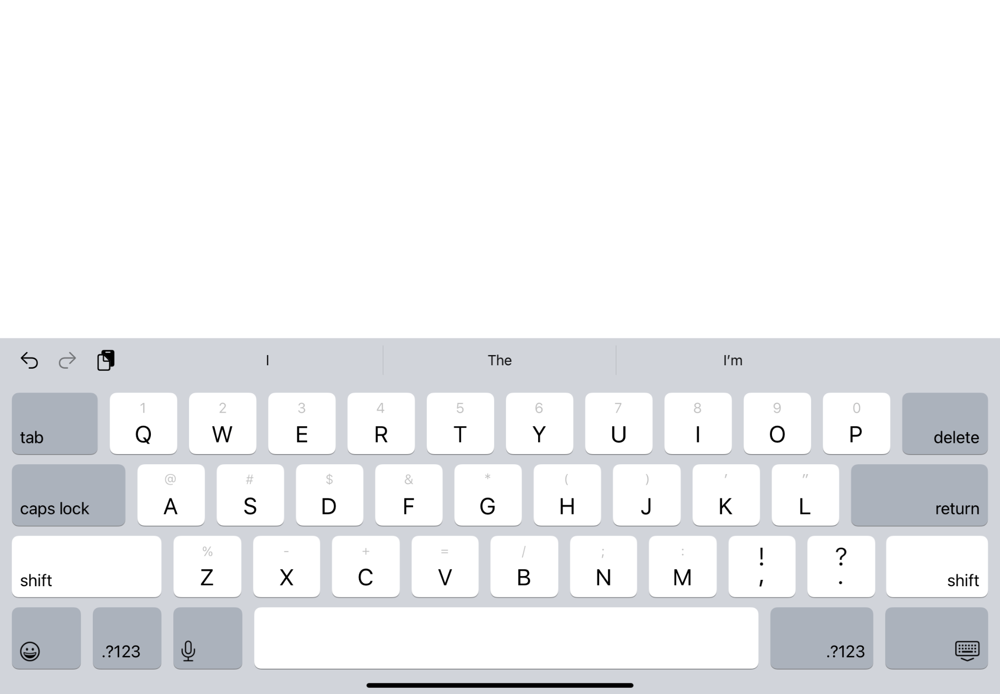 I The I’m
tab 1 Q 2 W 3 E 4 R 5 T 6 Y 7 U 8 I 9 O 0 P delete
caps lock @ A # S $ D & F * G ( H ) J ' K " L return
shift % Z - X + C = V / B ; N : M ! , ? . shift
.?123 .?123